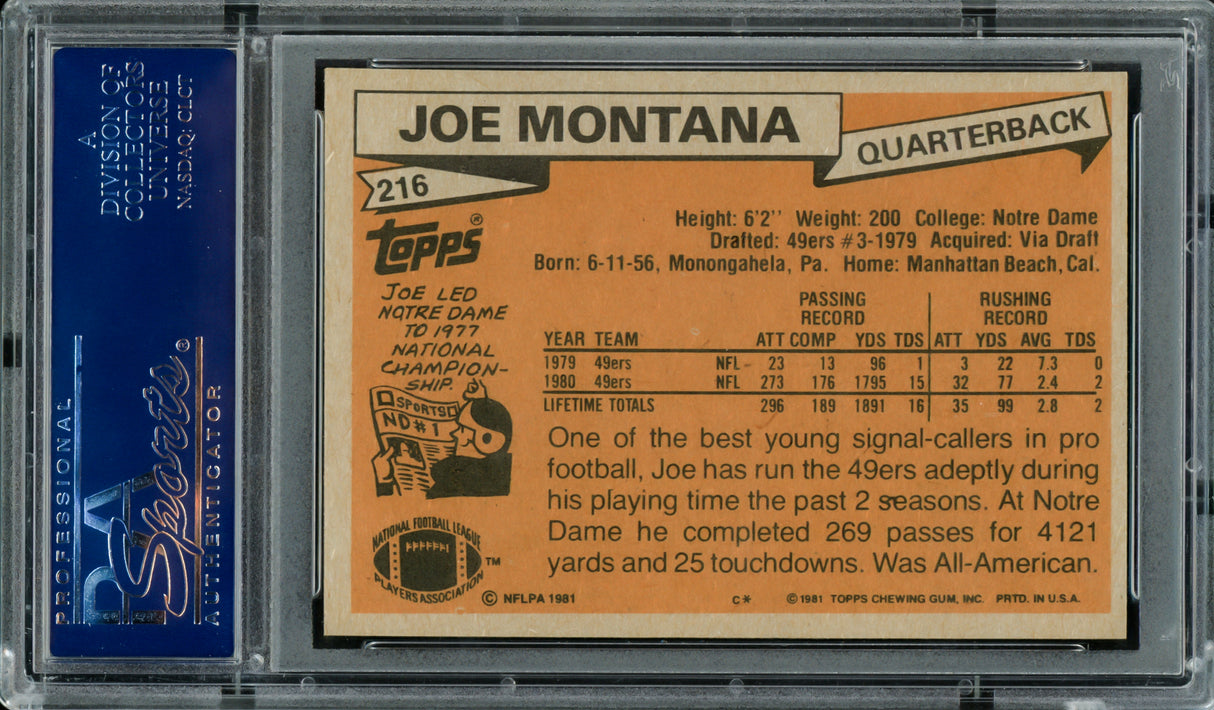 A
DIVISION OF
COLLECTORS
UNIVERSE
NASDAQ: CLCT
PROFESSIONAL
PSA
Sports®
AUTHENTICATOR
JOE MONTANA
QUARTERBACK
216
topps®
Height: 6'2'' Weight: 200 College: Notre Dame
Drafted: 49ers #3-1979 Acquired: Via Draft
Born: 6-11-56, Monongahela, Pa. Home: Manhattan Beach, Cal.
JOE LED
NOTRE DAME
TO 1977
NATIONAL
CHAMPION-
SHIP.
SPORTS
ND#1
PASSING RUSHING
RECORD RECORD
YEAR TEAM ATT COMP YDS TDS ATT YDS AVG TDS
1979 49ers NFL 23 13 96 1 3 22 7.3 0
1980 49ers NFL 273 176 1795 15 32 77 2.4 2
LIFETIME TOTALS 296 189 1891 16 35 99 2.8 2
One of the best young signal-callers in pro
football, Joe has run the 49ers adeptly during
his playing time the past 2 seasons. At Notre
Dame he completed 269 passes for 4121
yards and 25 touchdowns. Was All-American.
NATIONAL FOOTBALL LEAGUE
PLAYERS ASSOCIATION
™
© NFLPA 1981
C* ©1981 TOPPS CHEWING GUM, INC. PRTD. IN U.S.A.